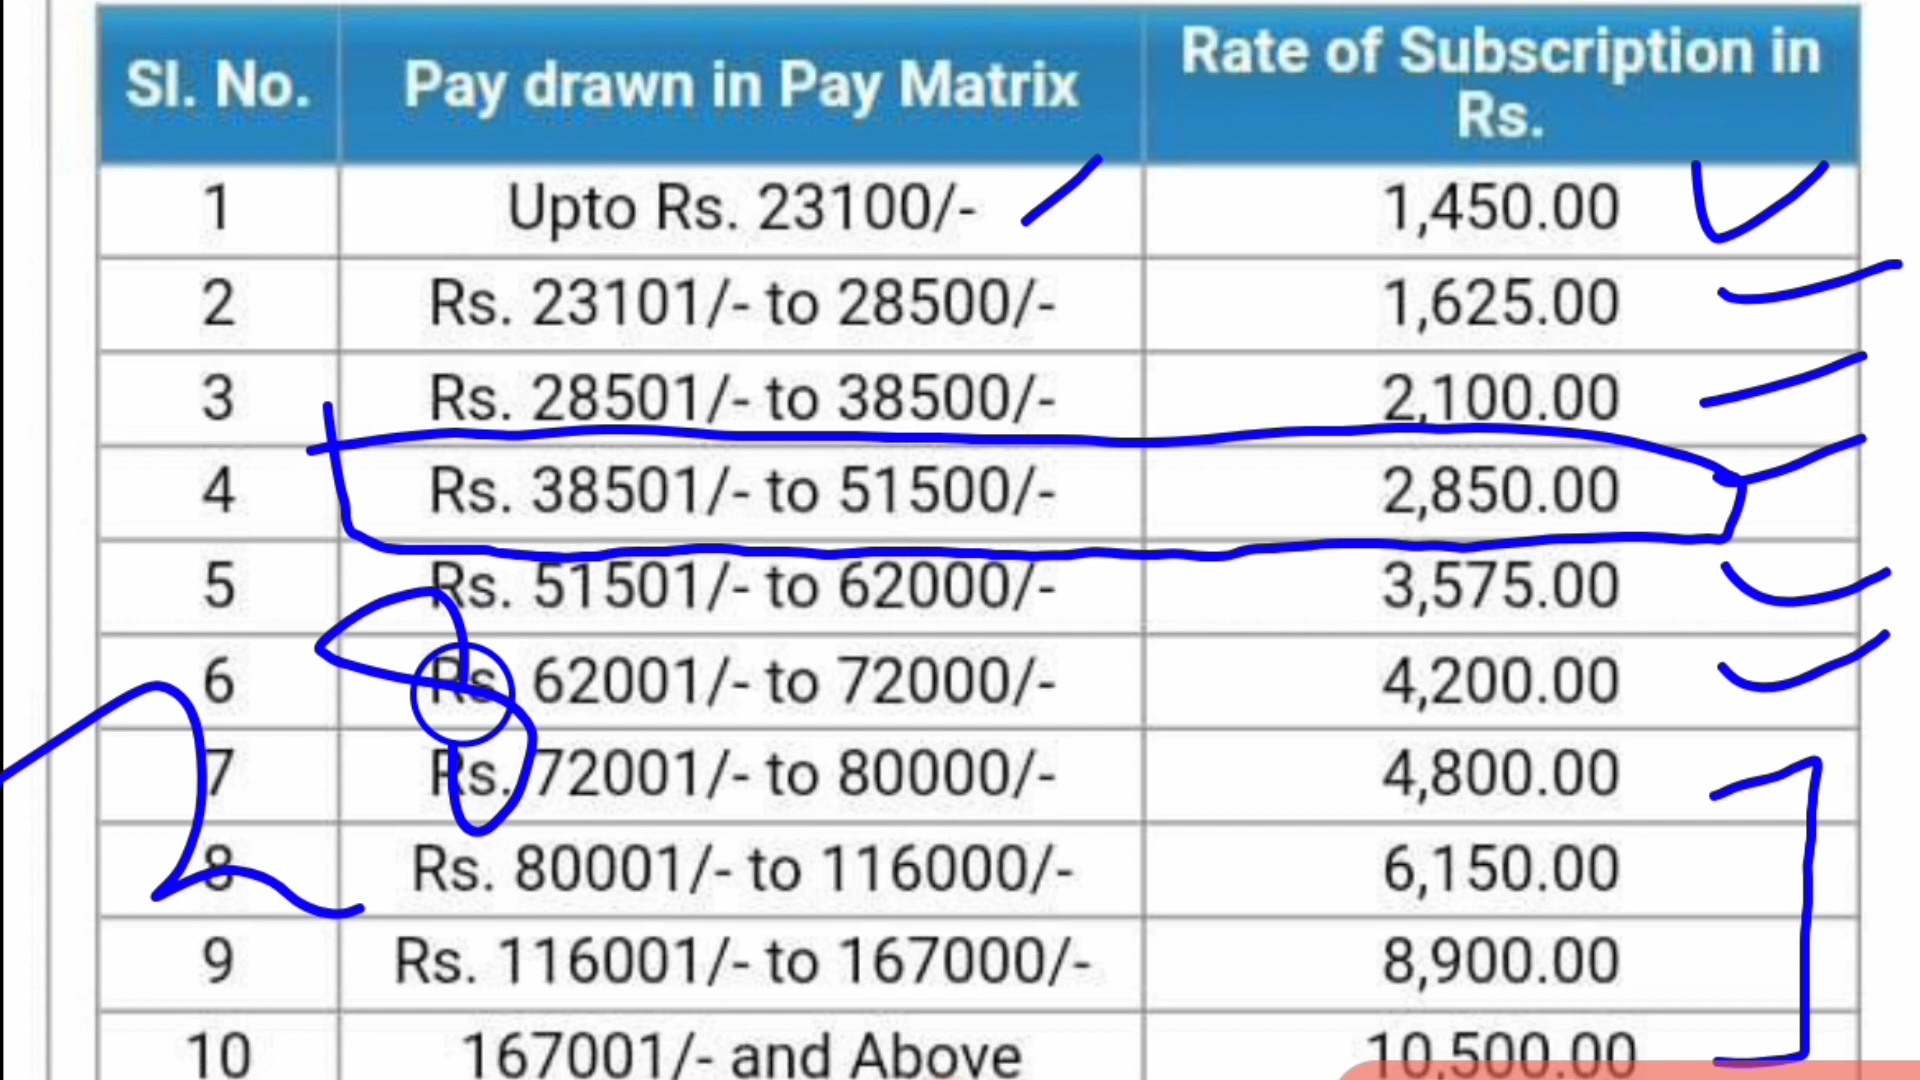 Sl. No. Pay drawn in Pay Matrix Rate of Subscription in Rs.
1 Upto Rs. 23100/- 1,450.00
2 Rs. 23101/- to 28500/- 1,625.00
3 Rs. 28501/- to 38500/- 2,100.00
4 Rs. 38501/- to 51500/- 2,850.00
5 Rs. 51501/- to 62000/- 3,575.00
6 Rs. 62001/- to 72000/- 4,200.00
7 Rs. 72001/- to 80000/- 4,800.00
8 Rs. 80001/- to 116000/- 6,150.00
9 Rs. 116001/- to 167000/- 8,900.00
10 167001/- and Above 10,500.00